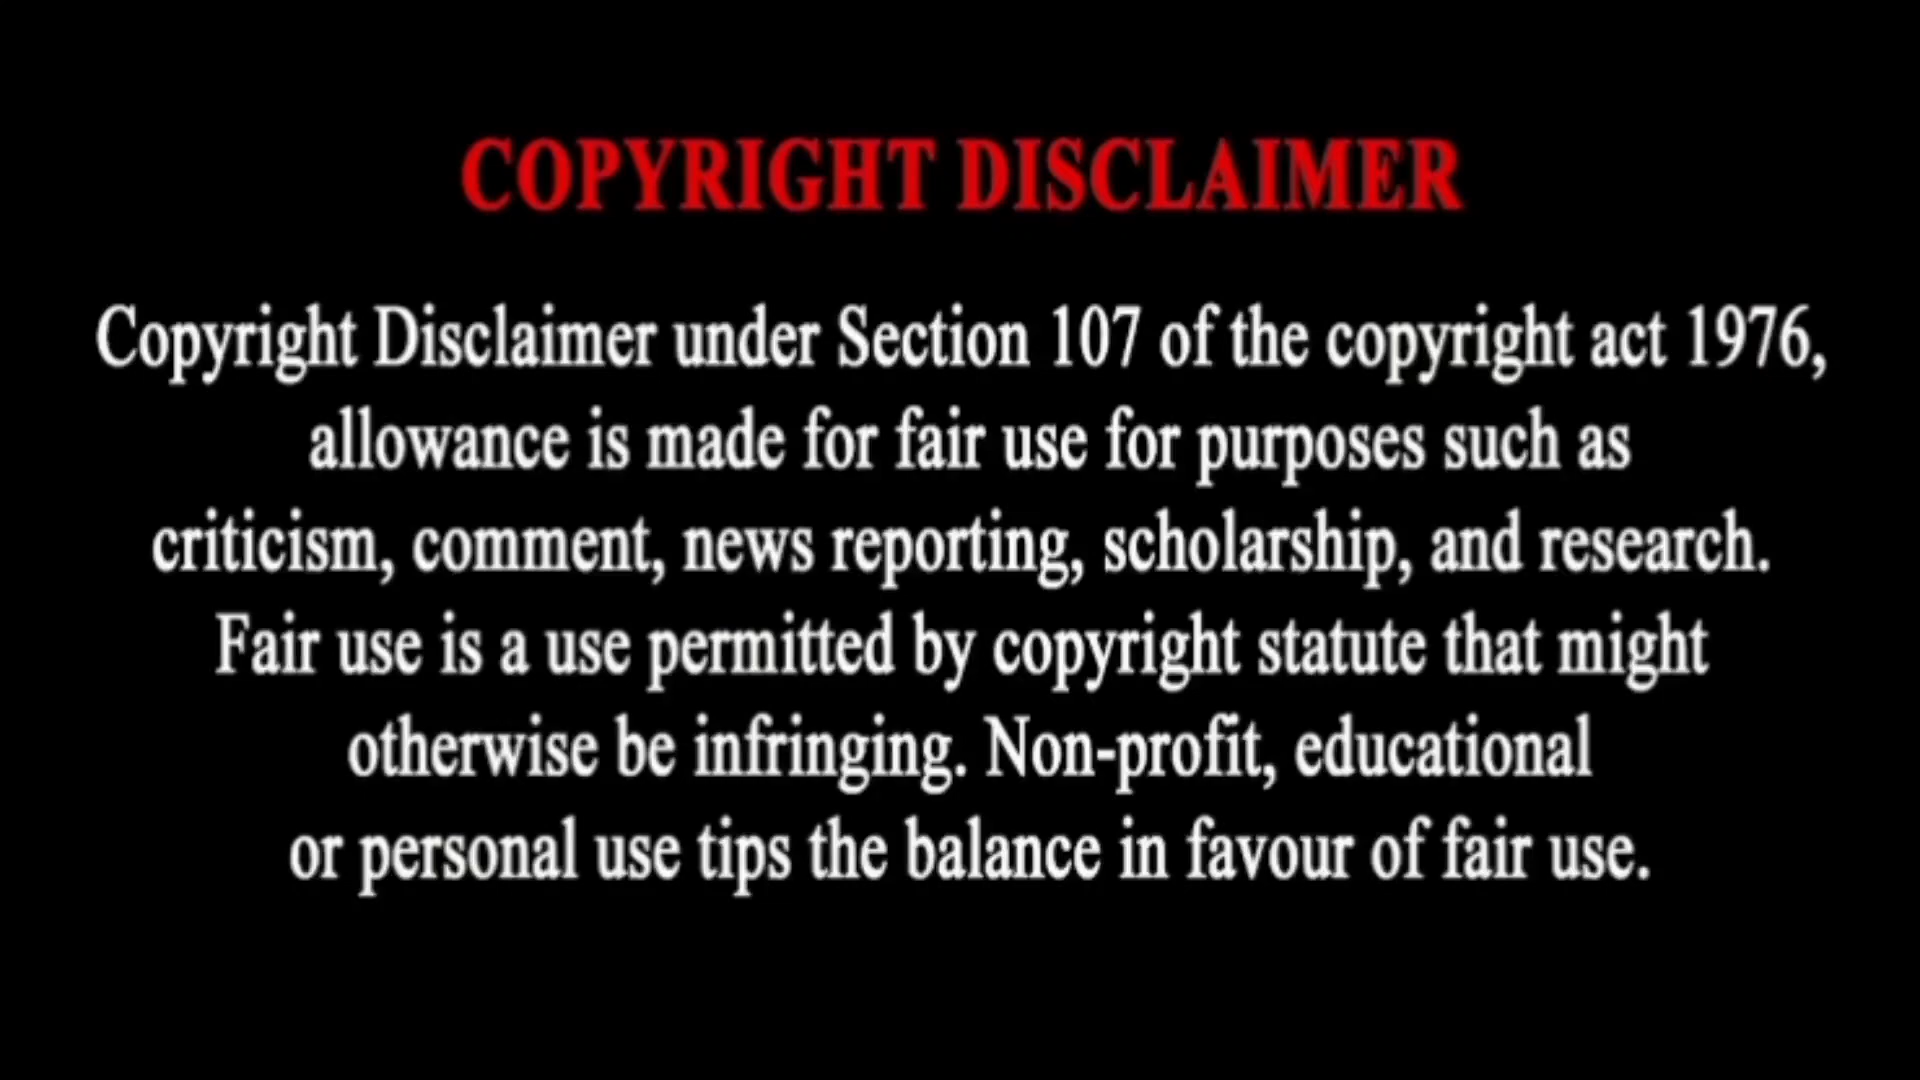 COPYRIGHT DISCLAIMER
Copyright Disclaimer under Section 107 of the copyright act 1976,
allowance is made for fair use for purposes such as
criticism, comment, news reporting, scholarship, and research.
Fair use is a use permitted by copyright statute that might
otherwise be infringing. Non-profit, educational
or personal use tips the balance in favour of fair use.